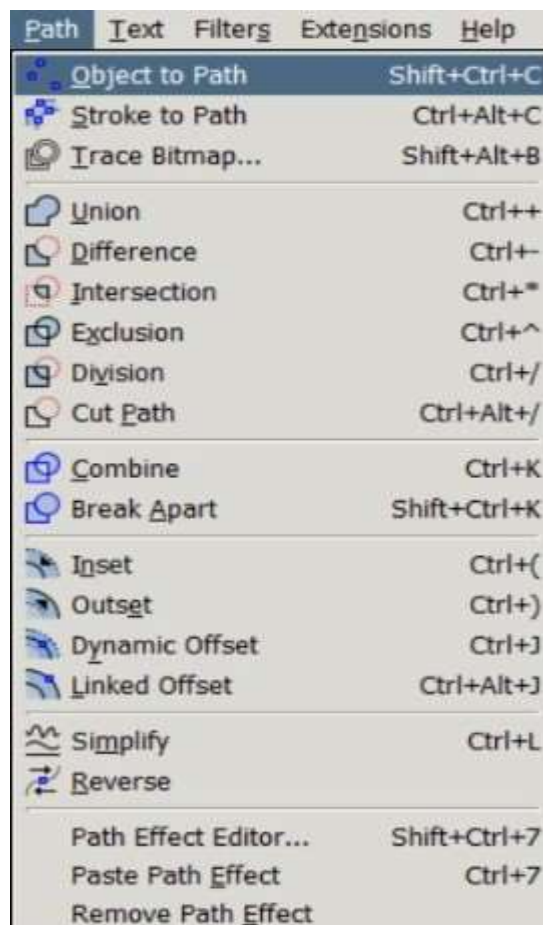 Path Text Filters Extensions Help
Object to Path Shift+Ctrl+C
Stroke to Path Ctrl+Alt+C
Trace Bitmap... Shift+Alt+B
Union Ctrl++
Difference Ctrl+-
Intersection Ctrl+*
Exclusion Ctrl+^
Division Ctrl+/
Cut Path Ctrl+Alt+/
Combine Ctrl+K
Break Apart Shift+Ctrl+K
Inset Ctrl+(
Outset Ctrl+)
Dynamic Offset Ctrl+J
Linked Offset Ctrl+Alt+J
Simplify Ctrl+L
Reverse
Path Effect Editor... Shift+Ctrl+7
Paste Path Effect Ctrl+7
Remove Path Effect